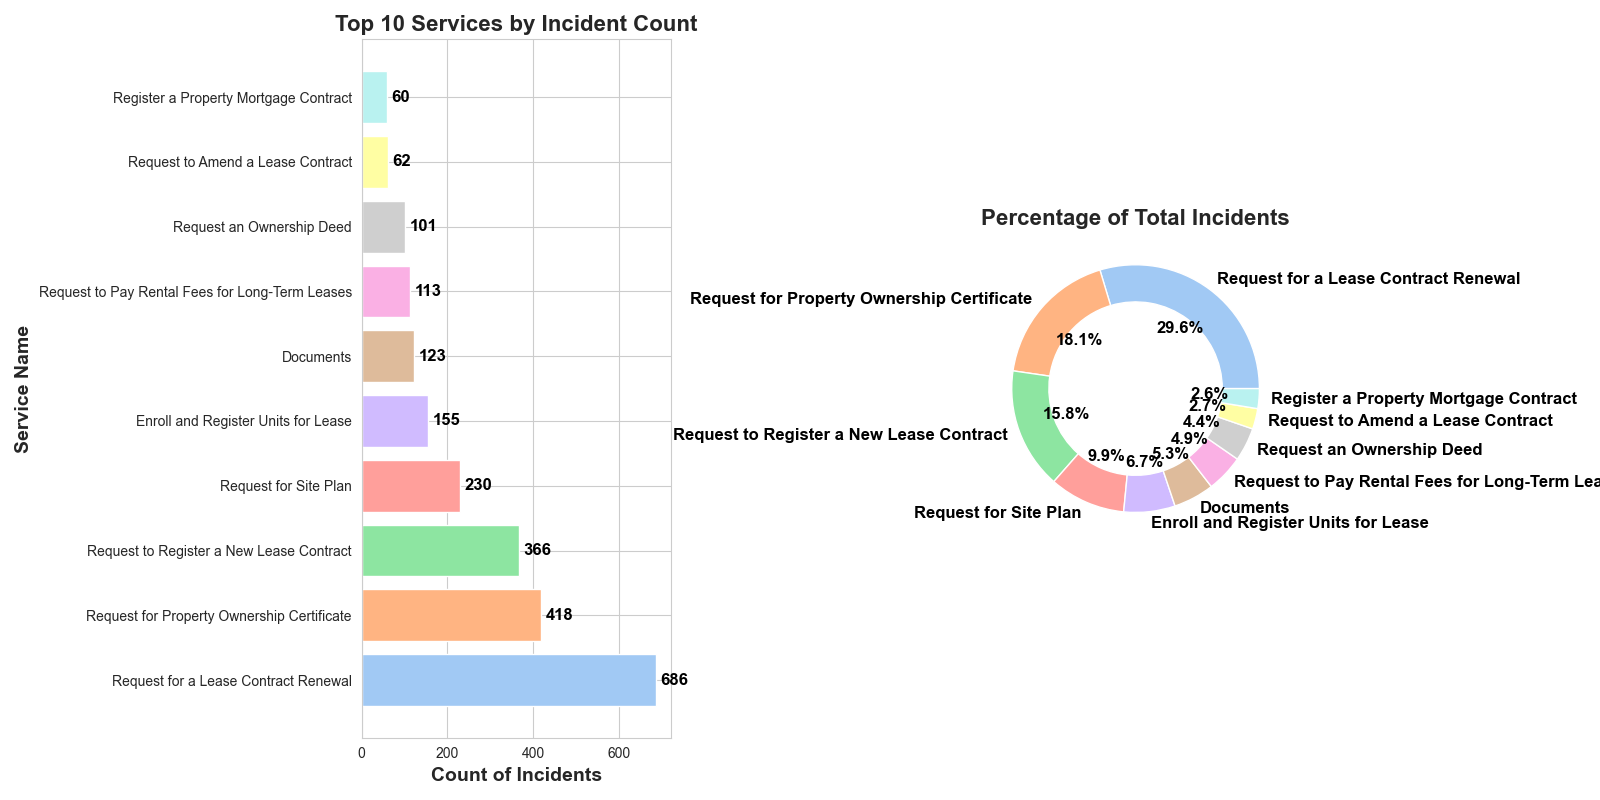 Top 10 Services by Incident Count
Register a Property Mortgage Contract
60
Request to Amend a Lease Contract
62
Request an Ownership Deed
101
Request to Pay Rental Fees for Long-Term Leases
113
Documents
123
Enroll and Register Units for Lease
155
Request for Site Plan
230
Request to Register a New Lease Contract
366
Request for Property Ownership Certificate
418
Request for a Lease Contract Renewal
686
0 200 400 600
Count of Incidents
Service Name
Percentage of Total Incidents
Request for a Lease Contract Renewal
29.6%
Request for Property Ownership Certificate
18.1%
Request to Register a New Lease Contract
15.8%
Request for Site Plan
9.9%
Enroll and Register Units for Lease
6.7%
Documents
5.3%
Request to Pay Rental Fees for Long-Term Lea
4.9%
Request an Ownership Deed
4.4%
Request to Amend a Lease Contract
2.7%
Register a Property Mortgage Contract
2.6%